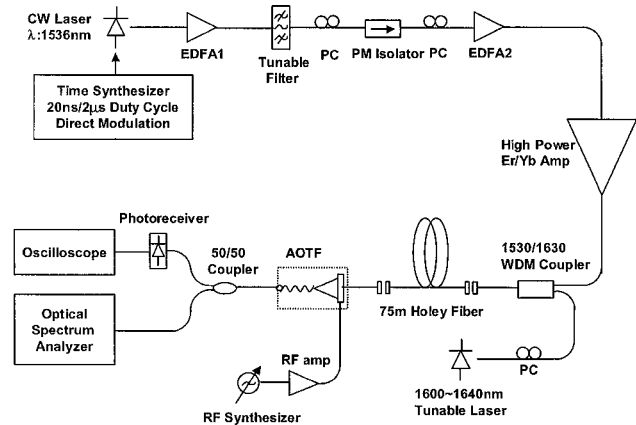 CW Laser
λ:1536nm
EDFA1
Tunable
Filter
PC
PM Isolator
PC
EDFA2
Time Synthesizer
20ns/2μs Duty Cycle
Direct Modulation
High Power
Er/Yb Amp
Photoreceiver
Oscilloscope
50/50
Coupler
AOTF
1530/1630
WDM Coupler
75m Holey Fiber
Optical
Spectrum
Analyzer
RF amp
PC
RF Synthesizer
1600~1640nm
Tunable Laser